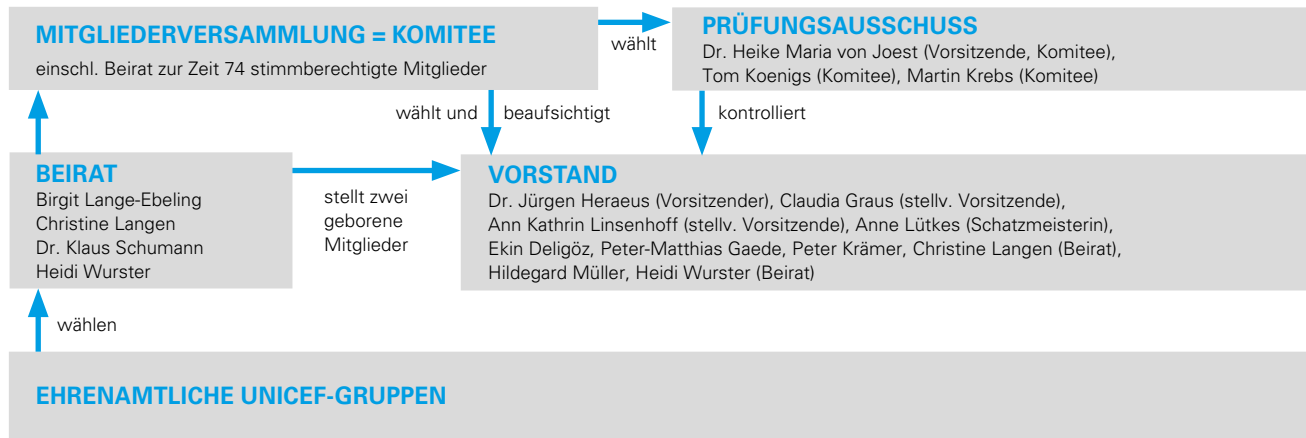 MITGLIEDERVERSAMMLUNG = KOMITEE
einschl. Beirat zur Zeit 74 stimmberechtigte Mitglieder
wählt
PRÜFUNGSAUSSCHUSS
Dr. Heike Maria von Joest (Vorsitzende, Komitee),
Tom Koenigs (Komitee), Martin Krebs (Komitee)
wählt und beaufsichtigt
kontrolliert
BEIRAT
Birgit Lange-Ebeling
Christine Langen
Dr. Klaus Schumann
Heidi Wurster
stellt zwei
geborene
Mitglieder
VORSTAND
Dr. Jürgen Heraeus (Vorsitzender), Claudia Graus (stellv. Vorsitzende),
Ann Kathrin Linsenhoff (stellv. Vorsitzende), Anne Lütkes (Schatzmeisterin),
Ekin Deligöz, Peter-Matthias Gaede, Peter Krämer, Christine Langen (Beirat),
Hildegard Müller, Heidi Wurster (Beirat)
wählen
EHRENAMTLICHE UNICEF-GRUPPEN